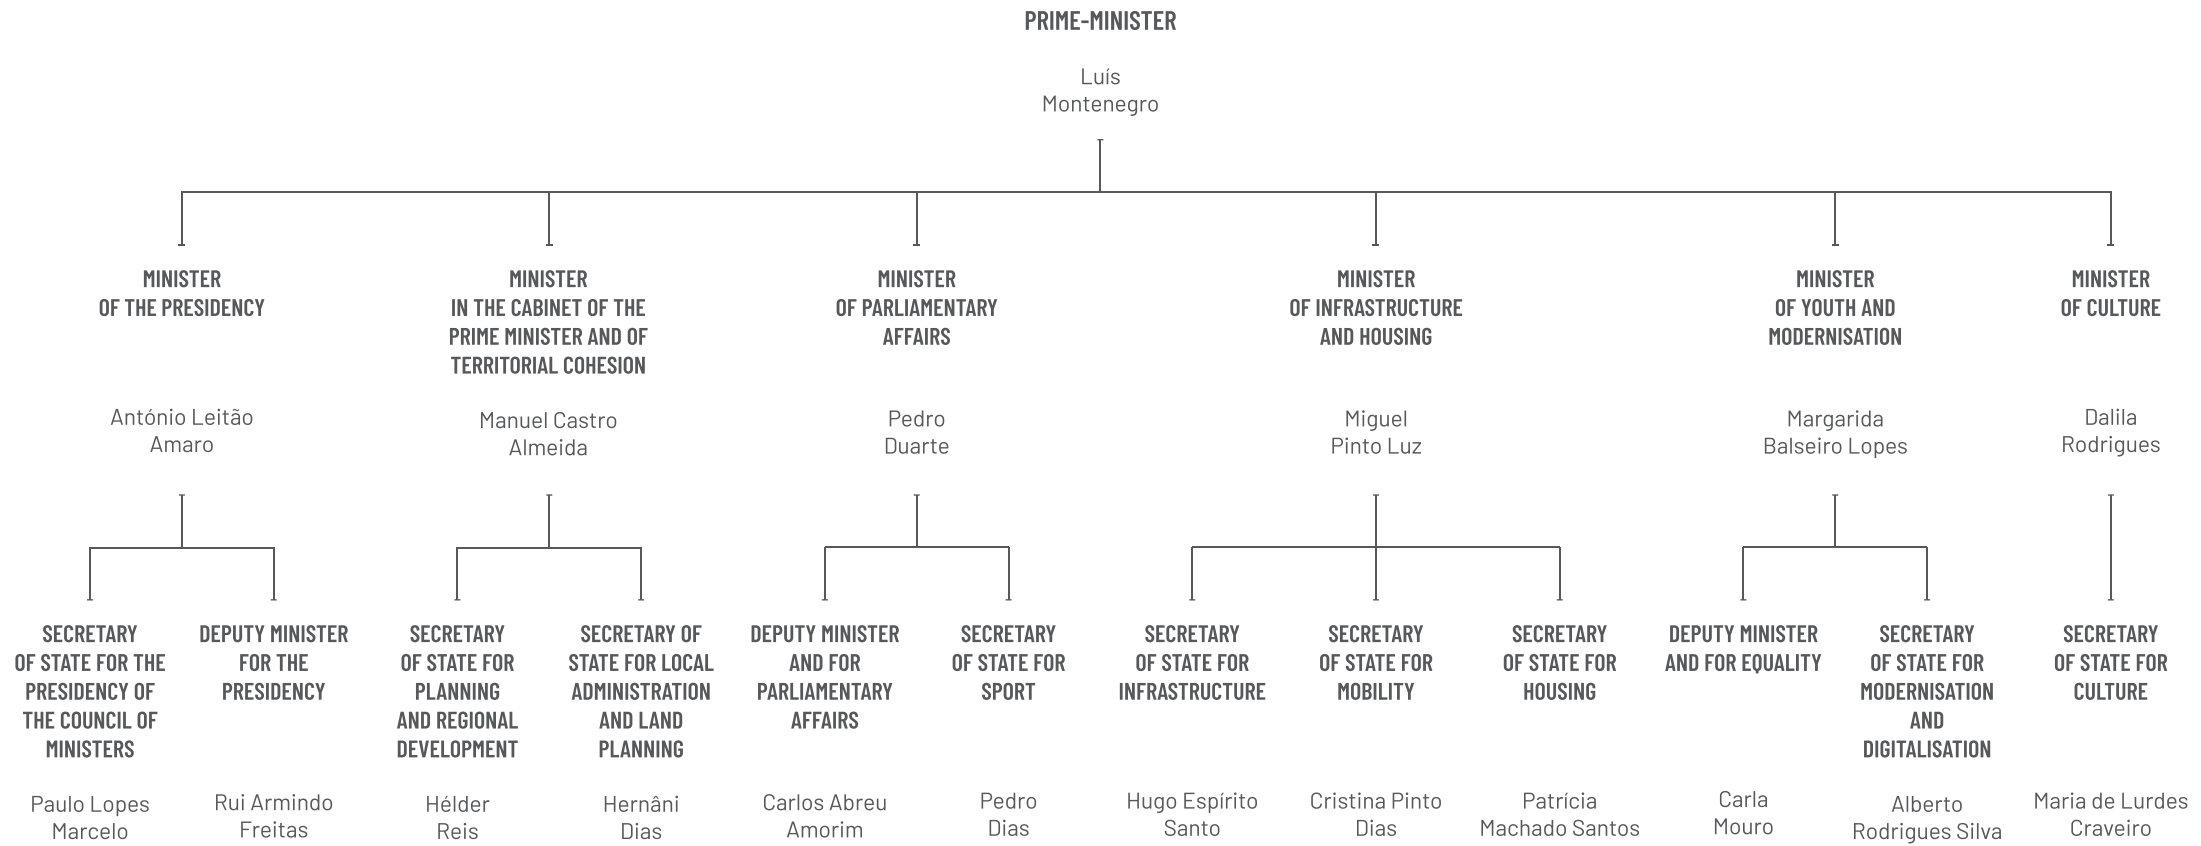 PRIME-MINISTER
Luís
Montenegro
MINISTER
OF THE PRESIDENCY
António Leitão
Amaro
MINISTER
IN THE CABINET OF THE
PRIME MINISTER AND OF
TERRITORIAL COHESION
Manuel Castro
Almeida
MINISTER
OF PARLIAMENTARY
AFFAIRS
Pedro
Duarte
MINISTER
OF INFRASTRUCTURE
AND HOUSING
Miguel
Pinto Luz
MINISTER
OF YOUTH AND
MODERNISATION
Margarida
Balseiro Lopes
MINISTER
OF CULTURE
Dalila
Rodrigues
SECRETARY
OF STATE FOR THE
PRESIDENCY OF
THE COUNCIL OF
MINISTERS
Paulo Lopes
Marcelo
DEPUTY MINISTER
FOR THE
PRESIDENCY
Rui Armindo
Freitas
SECRETARY
OF STATE FOR
PLANNING
AND REGIONAL
DEVELOPMENT
Hélder
Reis
SECRETARY OF
STATE FOR LOCAL
ADMINISTRATION
AND LAND
PLANNING
Hernâni
Dias
DEPUTY MINISTER
AND FOR
PARLIAMENTARY
AFFAIRS
Carlos Abreu
Amorim
SECRETARY
OF STATE FOR
SPORT
Pedro
Dias
SECRETARY
OF STATE FOR
INFRASTRUCTURE
Hugo Espírito
Santo
SECRETARY
OF STATE FOR
MOBILITY
Cristina Pinto
Dias
SECRETARY
OF STATE FOR
HOUSING
Patrícia
Machado Santos
DEPUTY MINISTER
AND FOR EQUALITY
Carla
Mouro
SECRETARY
OF STATE FOR
MODERNISATION
AND
DIGITALISATION
Alberto
Rodrigues Silva
SECRETARY
OF STATE FOR
CULTURE
Maria de Lurdes
Craveiro